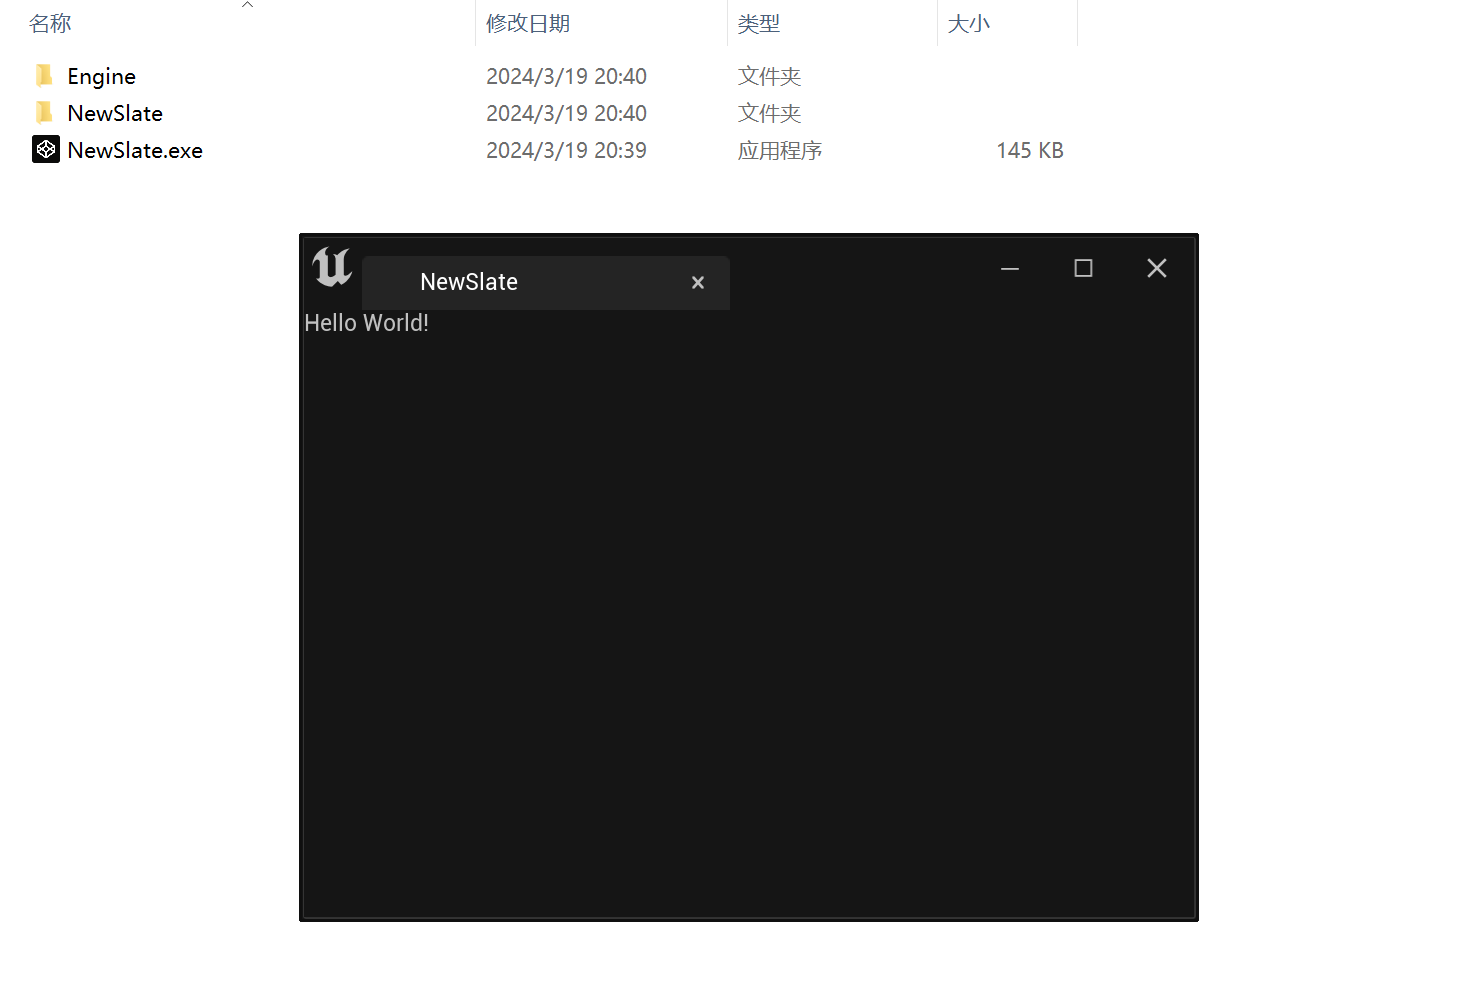 名称 修改日期 类型 大小
Engine 2024/3/19 20:40 文件夹
NewSlate 2024/3/19 20:40 文件夹
NewSlate.exe 2024/3/19 20:39 应用程序 145 KB
NewSlate
Hello World!